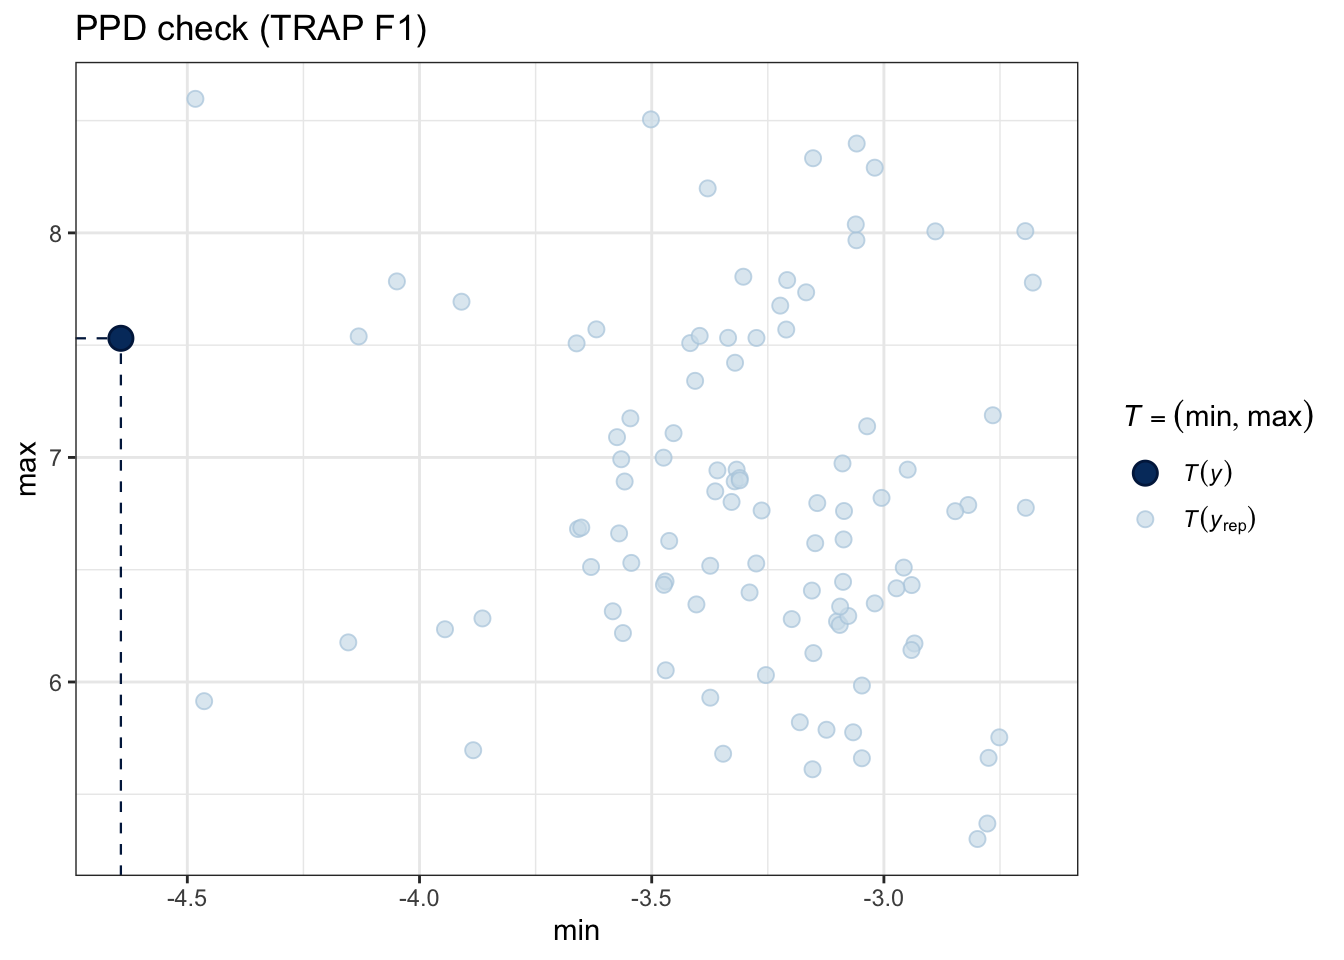 PPD check (TRAP F1)
8
7
6
max
-4.5
-4.0
-3.5
-3.0
min
T = (min, max)
T(y)
T(y_rep)